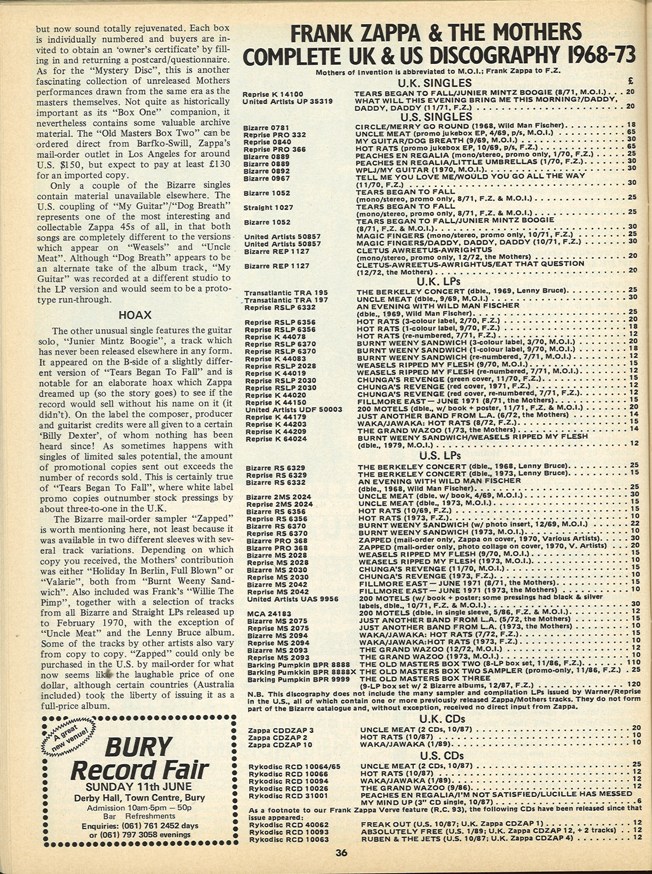 but now sound totally rejuvenated. Each box
is individually numbered and buyers are in-
vited to obtain an 'owner's certificate' by fill-
ing in and returning a postcard/questionnaire.
As for the "Mystery Disc", this is another
fascinating collection of unreleased Mothers
performances drawn from the same era as the
masters themselves. Not quite as historically
important as its "Box One" companion, it
nevertheless contains some valuable archive
material. The "Old Masters Box Two" can be
ordered direct from Barfko-Swill, Zappa's
mail-order outlet in Los Angeles for around
U.S. $150, but expect to pay at least £130
for an imported copy.
Only a couple of the Bizarre singles
contain material unavailable elsewhere. The
U.S. coupling of "My Guitar"/"Dog Breath"
represents one of the most interesting and
collectable Zappa 45s of all, in that both
songs are completely different to the versions
which appear on "Weasels" and "Uncle
Meat". Although "Dog Breath" appears to be
an alternate take of the album track, "My
Guitar" was recorded at a different studio to
the LP version and would seem to be a proto-
type run-through.
HOAX
The other unusual single features the guitar
solo, "Junier Mintz Boogie", a track which
has never been released elsewhere in any form.
It appeared on the B-side of a slightly differ-
ent version of "Tears Began To Fall" and is
notable for an elaborate hoax which Zappa
dreamed up (so the story goes) to see if the
record would sell without his name on it (it
didn't). On the label the composer, producer
and guitarist credits were all given to a certain
'Billy Dexter', of whom nothing has been
heard since! As sometimes happens with
singles of limited sales potential, the amount
of promotional copies sent out exceeds the
number of records sold. This is certainly true
of "Tears Began To Fall", where white label
promo copies outnumber stock pressings by
about three-to-one in the U.K.
The Bizarre mail-order sampler "Zapped"
is worth mentioning here, not least because it
was available in two different sleeves with sev-
eral track variations. Depending on which
copy you received, the Mothers' contribution
was either "Holiday In Berlin, Full Blown" or
"Valarie", both from "Burnt Weeny Sand-
wich". Also included was Frank's "Willie The
Pimp", together with a selection of tracks
from all Bizarre and Straight LPs released up
to February 1970, with the exception of
"Uncle Meat" and the Lenny Bruce album.
Some of the tracks by other artists also vary
from copy to copy. "Zapped" could only be
purchased in the U.S. by mail-order for what
now seems like the laughable price of one
dollar, although certain countries (Australia
included) took the liberty of issuing it as a
full-price album.
A great
new venue!
BURY
Record Fair
SUNDAY 11th JUNE
Derby Hall, Town Centre, Bury
Admission 10am-6pm — 50p
Bar Refreshments
Enquiries: (061) 761 2452 days
or (061) 797 3058 evenings
FRANK ZAPPA & THE MOTHERS
COMPLETE UK & US DISCOGRAPHY 1968-73
Mothers of Invention is abbreviated to M.O.I.; Frank Zappa to F.Z.
U.K. SINGLES £
Reprise K 14100 TEARS BEGAN TO FALL/JUNIER MINTZ BOOGIE (8/71, M.O.I.) . . . 20
United Artists UP 35319 WHAT WILL THIS EVENING BRING ME THIS MORNING?/DADDY,
DADDY, DADDY (11/71, F.Z.) . . . 20
U.S. SINGLES
Bizarre 0781 CIRCLE/MERRY GO ROUND (1968, Wild Man Fischer) . . . 18
Reprise PRO 332 UNCLE MEAT (promo jukebox EP, 4/69, p/s, M.O.I.) . . . 65
Reprise 0840 MY GUITAR/DOG BREATH (9/69, M.O.I.) . . . 30
Reprise PRO 366 HOT RATS (promo jukebox EP, 10/69, p/s, F.Z.) . . . 65
Bizarre 0889 PEACHES EN REGALIA (mono/stereo, promo only, 1/70, F.Z.) . . . 25
Bizarre 0889 PEACHES EN REGALIA/LITTLE UMBRELLAS (1/70, F.Z.) . . . 30
Bizarre 0892 WPLJ/MY GUITAR (1970, M.O.I.) . . . 30
Bizarre 0967 TELL ME YOU LOVE ME/WOULD YOU GO ALL THE WAY
(11/70, F.Z.) . . . 30
Bizarre 1052 TEARS BEGAN TO FALL
(mono/stereo, promo only, 8/71, F.Z. & M.O.I.) . . . 25
Straight 1027 TEARS BEGAN TO FALL
(mono/stereo, promo only, 8/71, F.Z. & M.O.I.) . . . 25
Bizarre 1052 TEARS BEGAN TO FALL/JUNIER MINTZ BOOGIE
(8/71, F.Z. & M.O.I.) . . . 30
United Artists 50857 MAGIC FINGERS (mono/stereo, promo only, 10/71, F.Z.) . . . 25
United Artists 50857 MAGIC FINGERS/DADDY, DADDY, DADDY (10/71, F.Z.) . . . 30
Bizarre REP 1127 CLETUS AWREETUS-AWRIGHTUS
(mono/stereo, promo only, 12/72, the Mothers) . . . 20
Bizarre REP 1127 CLETUS-AWREETUS-AWRIGHTUS/EAT THAT QUESTION
(12/72, the Mothers) . . . 20
U.K. LPs
Transatlantic TRA 195 THE BERKELEY CONCERT (dble., 1969, Lenny Bruce) . . . 25
Transatlantic TRA 197 UNCLE MEAT (dble., 9/69, M.O.I.) . . . 30
Reprise RSLP 6332 AN EVENING WITH WILD MAN FISCHER
(dble., 1969, Wild Man Fischer) . . . 25
Reprise RSLP 6356 HOT RATS (3-colour label, 2/70, F.Z.) . . . 20
Reprise RSLP 6356 HOT RATS (1-colour label, 9/70, F.Z.) . . . 18
Reprise K 44078 HOT RATS (re-numbered, 7/71, F.Z.) . . . 12
Reprise RSLP 6370 BURNT WEENY SANDWICH (3-colour label, 3/70, M.O.I.) . . . 20
Reprise RSLP 6370 BURNT WEENY SANDWICH (1-colour label, 9/70, M.O.I.) . . . 18
Reprise K 44083 BURNT WEENY SANDWICH (re-numbered, 7/71, M.O.I.) . . . 12
Reprise RSLP 2028 WEASELS RIPPED MY FLESH (9/70, M.O.I.) . . . 15
Reprise K 44019 WEASELS RIPPED MY FLESH (re-numbered, 7/71, M.O.I.) . . . 12
Reprise RSLP 2030 CHUNGA'S REVENGE (green cover, 11/70, F.Z.) . . . 15
Reprise RSLP 2030 CHUNGA'S REVENGE (red cover, 1971, F.Z.) . . . 12
Reprise K 44020 CHUNGA'S REVENGE (red cover, re-numbered, 7/71, F.Z.) . . . 12
Reprise K 44150 FILLMORE EAST — JUNE 1971 (8/71, the Mothers) . . . 15
United Artists UDF 50003 200 MOTELS (dble., w/ book + poster, 11/71, F.Z. & M.O.I.) . . . 20
Reprise K 44179 JUST ANOTHER BAND FROM L.A. (6/72, the Mothers) . . . 14
Reprise K 44203 WAKA/JAWAKA: HOT RATS (8/72, F.Z.) . . . 15
Reprise K 44209 THE GRAND WAZOO (1/73, the Mothers) . . . 15
Reprise K 64024 BURNT WEENY SANDWICH/WEASELS RIPPED MY FLESH
(dble., 1979, M.O.I.) . . . 12
U.S. LPs
Bizarre RS 6329 THE BERKELEY CONCERT (dble., 1968, Lenny Bruce) . . . 25
Reprise RS 6329 THE BERKELEY CONCERT (dble., 1973, Lenny Bruce) . . . 15
Bizarre RS 6332 AN EVENING WITH WILD MAN FISCHER
(dble., 1968, Wild Man Fischer) . . . 25
Bizarre 2MS 2024 UNCLE MEAT (dble. w/ book, 4/69, M.O.I.) . . . 30
Reprise 2MS 2024 UNCLE MEAT (dble., 1973, M.O.I.) . . . 15
Bizarre RS 6356 HOT RATS (10/69, F.Z.) . . . 15
Reprise RS 6356 HOT RATS (1973, F.Z.) . . . 10
Bizarre RS 6370 BURNT WEENY SANDWICH (w/ photo insert, 12/69, M.O.I.) . . . 22
Reprise RS 6370 BURNT WEENY SANDWICH (1973, M.O.I.) . . . 10
Bizarre PRO 368 ZAPPED (mail-order only, Zappa on cover, 1970, Various Artists) . . . 30
Bizarre PRO 368 ZAPPED (mail-order only, photo collage on cover, 1970, V. Artists) . . . 20
Bizarre MS 2028 WEASELS RIPPED MY FLESH (9/70, M.O.I.) . . . 15
Reprise MS 2028 WEASELS RIPPED MY FLESH (1973, M.O.I.) . . . 10
Bizarre MS 2030 CHUNGA'S REVENGE (11/70, M.O.I.) . . . 15
Reprise MS 2030 CHUNGA'S REVENGE (1973, F.Z.) . . . 10
Bizarre MS 2042 FILLMORE EAST — JUNE 1971 (8/71, the Mothers) . . . 15
Reprise MS 2042 FILLMORE EAST — JUNE 1971 (1973, the Mothers) . . . 10
United Artists UAS 9956 200 MOTELS (w/ book + poster; some pressings had black & silver
labels, dble., 10/71, F.Z. & M.O.I.) . . . 30
MCA 24183 200 MOTELS (dble. in single sleeve, 5/86, F.Z. & M.O.I.) . . . 12
Bizarre MS 2075 JUST ANOTHER BAND FROM L.A. (5/72, the Mothers) . . . 15
Reprise MS 2075 JUST ANOTHER BAND FROM L.A. (1973, the Mothers) . . . 10
Bizarre MS 2094 WAKA/JAWAKA: HOT RATS (7/72, F.Z.) . . . 15
Reprise MS 2094 WAKA/JAWAKA:HOT RATS (1973, F.Z.) . . . 10
Bizarre MS 2093 THE GRAND WAZOO (11/72, M.O.I.) . . . 12
Reprise MS 2093 THE GRAND WAZOO (1973, M.O.I.) . . . 10
Barking Pumpkin BPR 8888 THE OLD MASTERS BOX TWO (8-LP box set, 11/86, F.Z.) . . . 110
Barking Pumkkin BPR 8888X THE OLD MASTERS BOX TWO SAMPLER (promo-only, 11/86, F.Z.) . 25
Barking Pumpkin BPR 9999 THE OLD MASTERS BOX THREE
(9-LP box set w/ 2 Bizarre albums, 12/87, F.Z.) . . . 120
N.B. This discography does not include the many sampler and compilation LPs issued by Warner/Reprise
in the U.S., all of which contain one or more previously released Zappa/Mothers tracks. They do not form
part of the Bizarre catalogue and, without exception, received no direct input from Zappa.
U.K. CDs
Zappa CDDZAP 3 UNCLE MEAT (2 CDs, 10/87) . . . 20
Zappa CDZAP 2 HOT RATS (10/87) . . . 10
Zappa CDZAP 10 WAKA/JAWAKA (1/89) . . . 10
U.S. CDs
Rykodisc RCD 10064/65 UNCLE MEAT (2 CDs, 10/87) . . . 25
Rykodisc RCD 10066 HOT RATS (10/87) . . . 12
Rykodisc RCD 10094 WAKA/JAWAKA (1/89) . . . 12
Rykodisc RCD 10026 THE GRAND WAZOO (9/86) . . . 12
Rykodisc RCD 31001 PEACHES EN REGALIA/I'M NOT SATISFIED/LUCILLE HAS MESSED
MY MIND UP (3" CD single, 10/87) . . . 6
As a footnote to our Frank Zappa Verve feature (R.C. 93), the following CDs have been released since that
issue appeared:
Rykodisc RCD 40062 FREAK OUT (U.S. 10/87; U.K. Zappa CDZAP 1) . . . 12
Rykodisc RCD 10093 ABSOLUTELY FREE (U.S. 1/89; U.K. Zappa CDZAP 12, + 2 tracks) . . 12
Rykodisc RCD 10063 RUBEN & THE JETS (U.S. 10/87; U.K. Zappa CDZAP 4) . . . 12
36